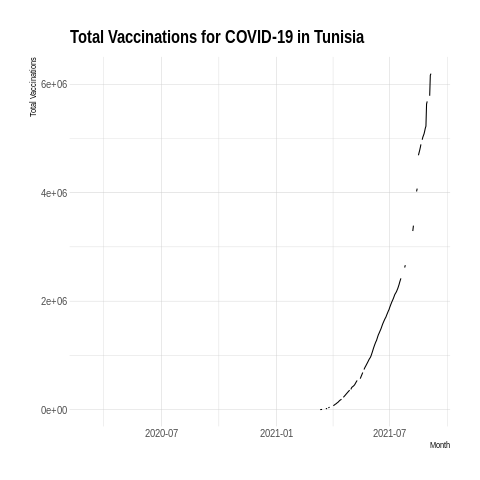 Total Vaccinations for COVID-19 in Tunisia
Total Vaccinations
6e+06
4e+06
2e+06
0e+00
2020-07 2021-01 2021-07
Month